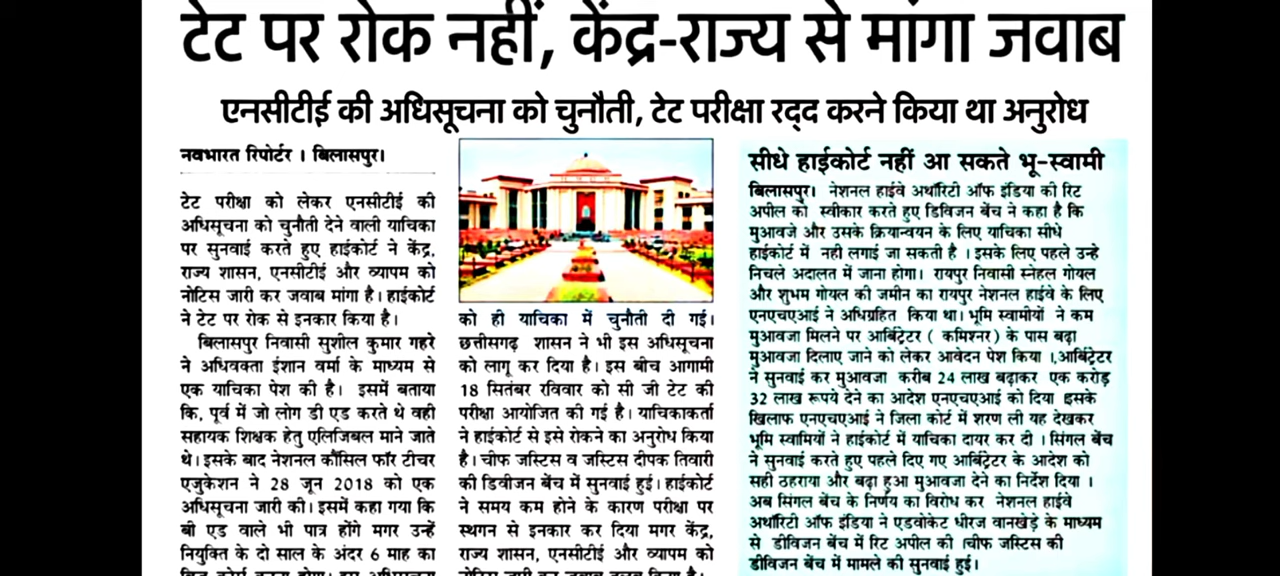 टेट पर रोक नहीं, केंद्र-राज्य से मांगा जवाब
एनसीटीई की अधिसूचना को चुनौती, टेट परीक्षा रद्द करने किया था अनुरोध
नवभारत रिपोर्टर । बिलासपुर।
टेट परीक्षा को लेकर एनसीटीई की
अधिसूचना को चुनौती देने वाली याचिका
पर सुनवाई करते हुए हाईकोर्ट ने केंद्र,
राज्य शासन, एनसीटीई और व्यापम को
नोटिस जारी कर जवाब मांगा है। हाईकोर्ट
ने टेट पर रोक से इनकार किया है।
बिलासपुर निवासी सुशील कुमार गहरे
ने अधिवक्ता ईशान वर्मा के माध्यम से
एक याचिका पेश की है। इसमें बताया
कि, पूर्व में जो लोग डी एड करते थे वही
सहायक शिक्षक हेतु एलिजिबल माने जाते
थे। इसके बाद नेशनल कौंसिल फॉर टीचर
एजुकेशन ने 28 जून 2018 को एक
अधिसूचना जारी की। इसमें कहा गया कि
बी एड वाले भी पात्र होंगे मगर उन्हें
नियुक्ति के दो साल के अंदर 6 माह का
को ही याचिका में चुनौती दी गई।
छत्तीसगढ़ शासन ने भी इस अधिसूचना
को लागू कर दिया है। इस बीच आगामी
18 सितंबर रविवार को सी जी टेट की
परीक्षा आयोजित की गई है। याचिकाकर्ता
ने हाईकोर्ट से इसे रोकने का अनुरोध किया
है। चीफ जस्टिस व जस्टिस दीपक तिवारी
की डिवीजन बेंच में सुनवाई हुई। हाईकोर्ट
ने समय कम होने के कारण परीक्षा पर
स्थगन से इनकार कर दिया मगर केंद्र,
राज्य शासन, एनसीटीई और व्यापम को
सीधे हाईकोर्ट नहीं आ सकते भू-स्वामी
बिलासपुर। नेशनल हाईवे अथॉरिटी ऑफ इंडिया की रिट
अपील को स्वीकार करते हुए डिविजन बेंच ने कहा है कि
मुआवजे और उसके क्रियान्वयन के लिए याचिका सीधे
हाईकोर्ट में नही लगाई जा सकती है । इसके लिए पहले उन्हे
निचले अदालत में जाना होगा। रायपुर निवासी स्नेहल गोयल
और शुभम गोयल की जमीन का रायपुर नेशनल हाईवे के लिए
एनएचएआई ने अधिग्रहित किया था। भूमि स्वामीयों ने कम
मुआवजा मिलने पर आर्बिट्रेटर ( कमिश्नर) के पास बढ़ा
मुआवजा दिलाए जाने को लेकर आवेदन पेश किया ।,आर्बिट्रेटर
ने सुनवाई कर मुआवजा करीब 24 लाख बढ़ाकर एक करोड़
32 लाख रूपये देने का आदेश एनएचएआई को दिया इसके
खिलाफ एनएचएआई ने जिला कोर्ट में शरण ली यह देखकर
भूमि स्वामियों ने हाईकोर्ट में याचिका दायर कर दी । सिंगल बेंच
ने सुनवाई करते हुए पहले दिए गए आर्बिट्रेटर के आदेश को
सही ठहराया और बढ़ा हुआ मुआवजा देने का निर्देश दिया ।
अब सिंगल बेंच के निर्णय का विरोध कर नेशनल हाईवे
अथॉरिटी ऑफ इंडिया ने एडवोकेट धीरज वानखेड़े के माध्यम
से डीविजन बेंच में रिट अपील की ।चीफ जस्टिस की
डीविजन बेंच में मामले की सुनवाई हुई।